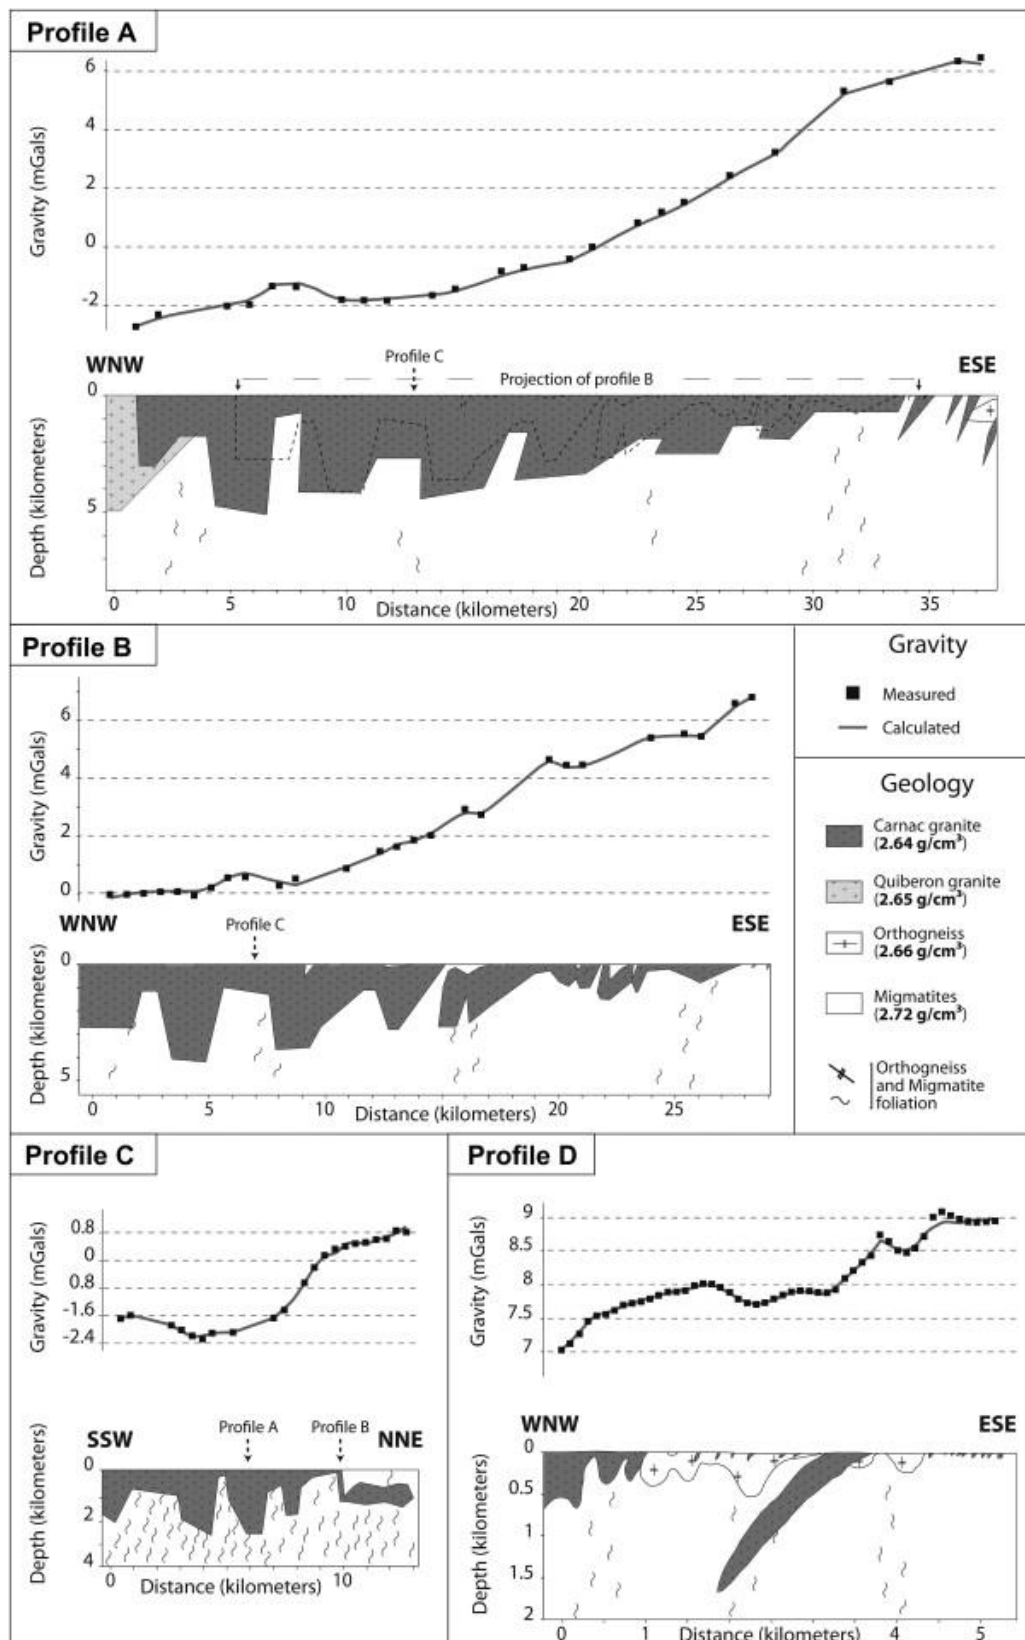 Profile A
6
4
2
0
-2
Gravity (mGals)
WNW
Profile C
ESE
Projection of profile B
0
5
Depth (kilometers)
0 5 10 20 30 35
Distance (kilometers)
Profile B
6
4
2
0
Gravity (mGals)
WNW
Profile C
ESE
0
5
Depth (kilometers)
0 5 10 20 25
Distance (kilometers)
Gravity
Measured
Calculated
Geology
Carnac granite
(2.64 g/cm³)
Quiberon granite
(2.65 g/cm³)
Orthogneiss
(2.66 g/cm³)
Migmatites
(2.72 g/cm³)
Orthogneiss
and Migmatite
foliation
Profile C
0.8
0
0.8
-1.6
-2.4
Gravity (mGals)
Profile A
Profile B
SSW
NNE
0
2
4
Depth (kilometers)
0 10
Distance (kilometers)
Profile D
9
8.5
8
7.5
7
Gravity (mGals)
WNW
ESE
0
0.5
1
1.5
2
Depth (kilometers)
0 1 4 5
Distance (kilometers)